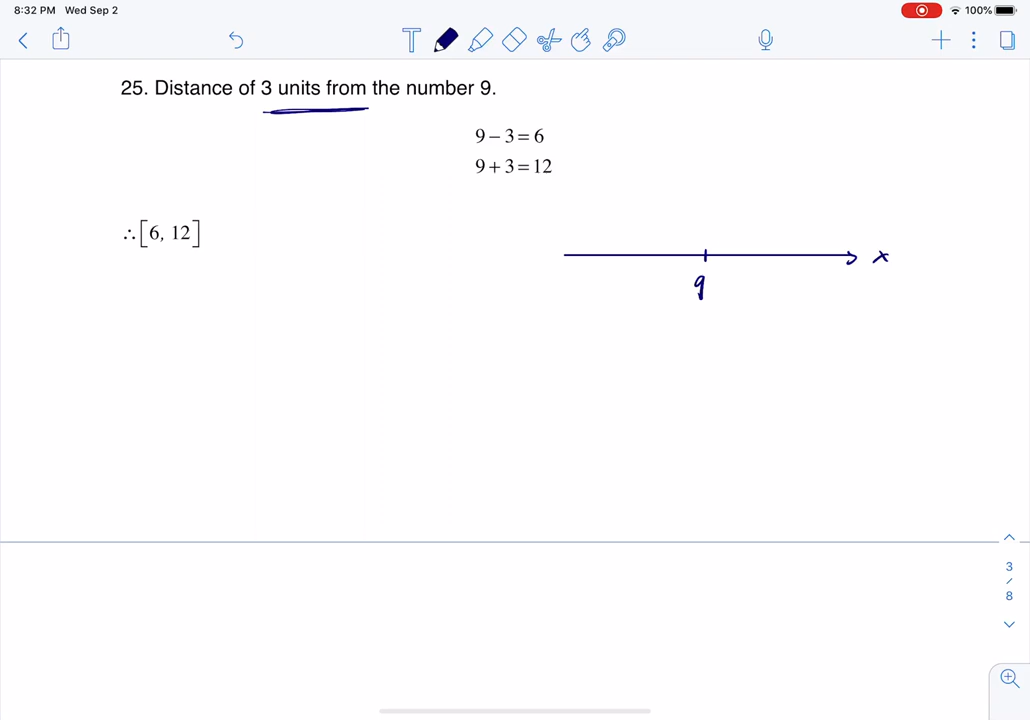 8:32 PM Wed Sep 2
100%
T
25. Distance of 3 units from the number 9.
9 − 3 = 6
9 + 3 = 12
∴ [6, 12]
x
9
3
/
8